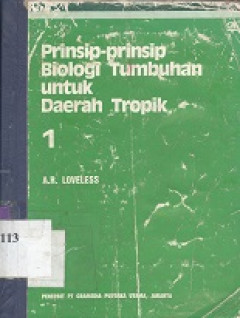 Prinsip-prinsip
Biologi Tumbuhan
untuk
Daerah Tropik
1
A.R. LOVELESS
113
PENERBIT PT GRAMEDIA PUSTAKA UTAMA, JAKARTA